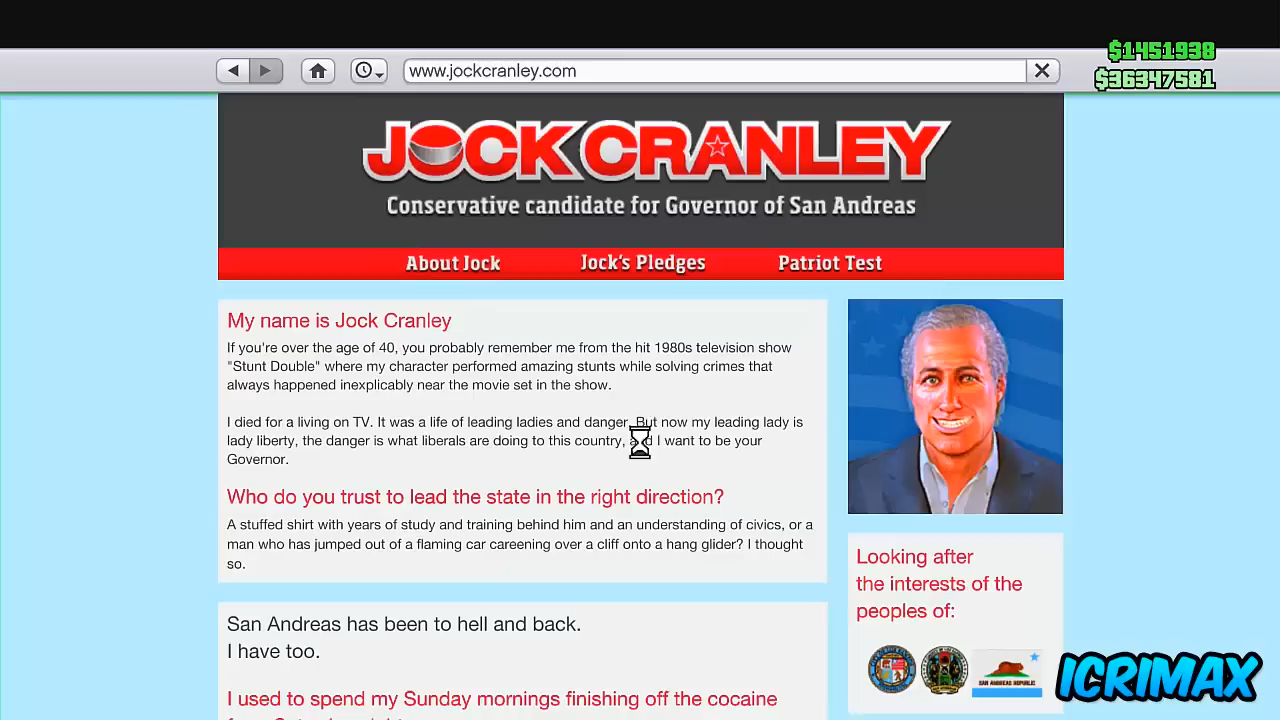 $1451938
www.jockcranley.com
$36347581
JOCK CRANLEY
Conservative candidate for Governor of San Andreas
About Jock Jock's Pledges Patriot Test
My name is Jock Cranley
If you're over the age of 40, you probably remember me from the hit 1980s television show
"Stunt Double" where my character performed amazing stunts while solving crimes that
always happened inexplicably near the movie set in the show.
I died for a living on TV. It was a life of leading ladies and danger. But now my leading lady is
lady liberty, the danger is what liberals are doing to this country, and I want to be your
Governor.
Who do you trust to lead the state in the right direction?
A stuffed shirt with years of study and training behind him and an understanding of civics, or a
man who has jumped out of a flaming car careening over a cliff onto a hang glider? I thought
so.
Looking after
the interests of the
peoples of:
SAN ANDREAS REPUBLIC
San Andreas has been to hell and back.
I have too.
I used to spend my Sunday mornings finishing off the cocaine
ICRIMAX